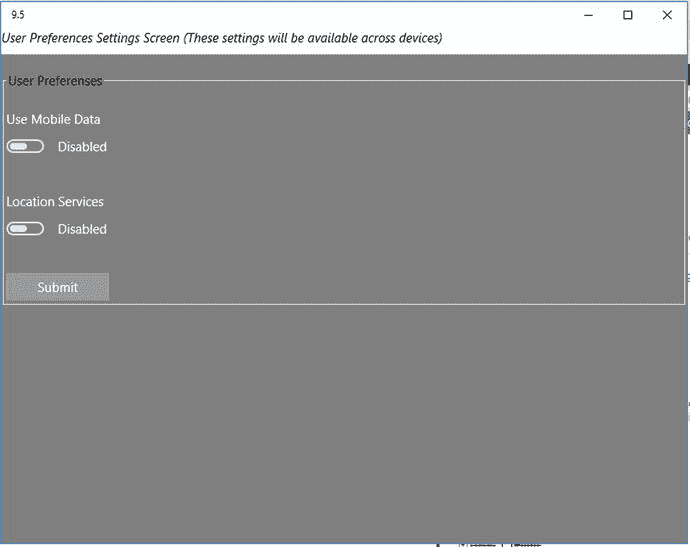 9.5
User Preferences Settings Screen (These settings will be available across devices)
User Preferenses
Use Mobile Data
Disabled
Location Services
Disabled
Submit